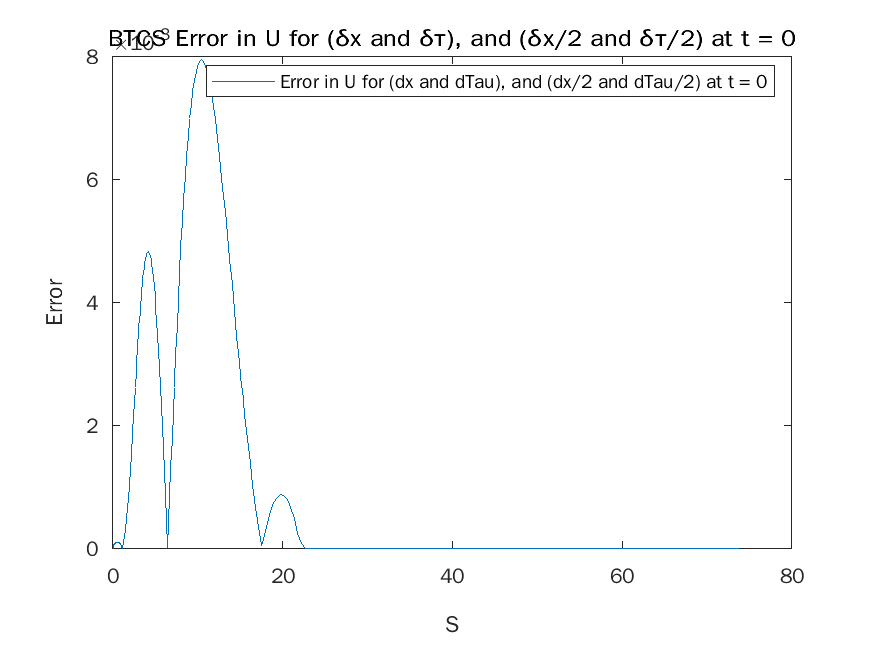 BTCS Error in U for (δx and δτ), and (δx/2 and δτ/2) at t = 0
×10⁻³
8
Error in U for (dx and dTau), and (dx/2 and dTau/2) at t = 0
6
Error
4
2
0
0 20 40 60 80
S